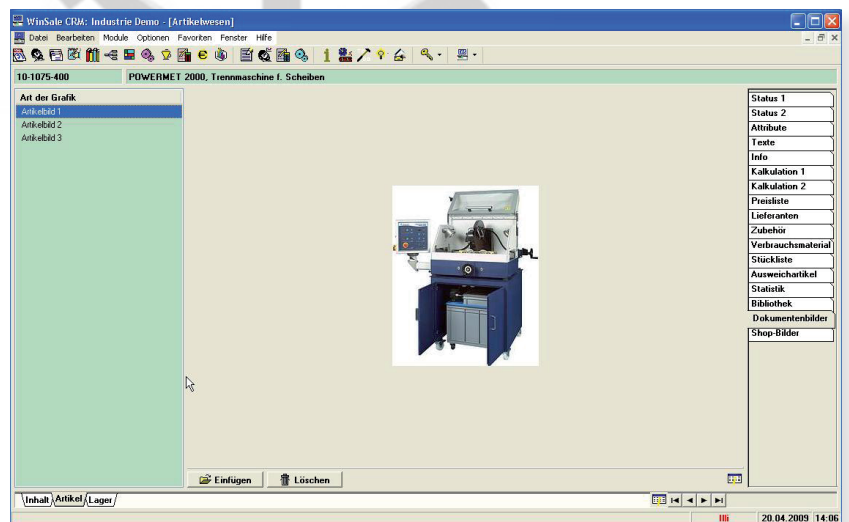 WinSale CRM: Industrie Demo - [Artikelwesen]
Datei Bearbeiten Module Optionen Favoriten Fenster Hilfe
10-1075-400 POWERMET 2000, Trennmaschine f. Scheiben
Art der Grafik
Artikelbild 1
Artikelbild 2
Artikelbild 3
Status 1
Status 2
Attribute
Texte
Info
Kalkulation 1
Kalkulation 2
Preisliste
Lieferanten
Zubehör
Verbrauchsmaterial
Stückliste
Ausweichartikel
Statistik
Bibliothek
Dokumentenbilder
Shop-Bilder
Einfügen Löschen
Inhalt Artikel Lager
20.04.2009 14:06